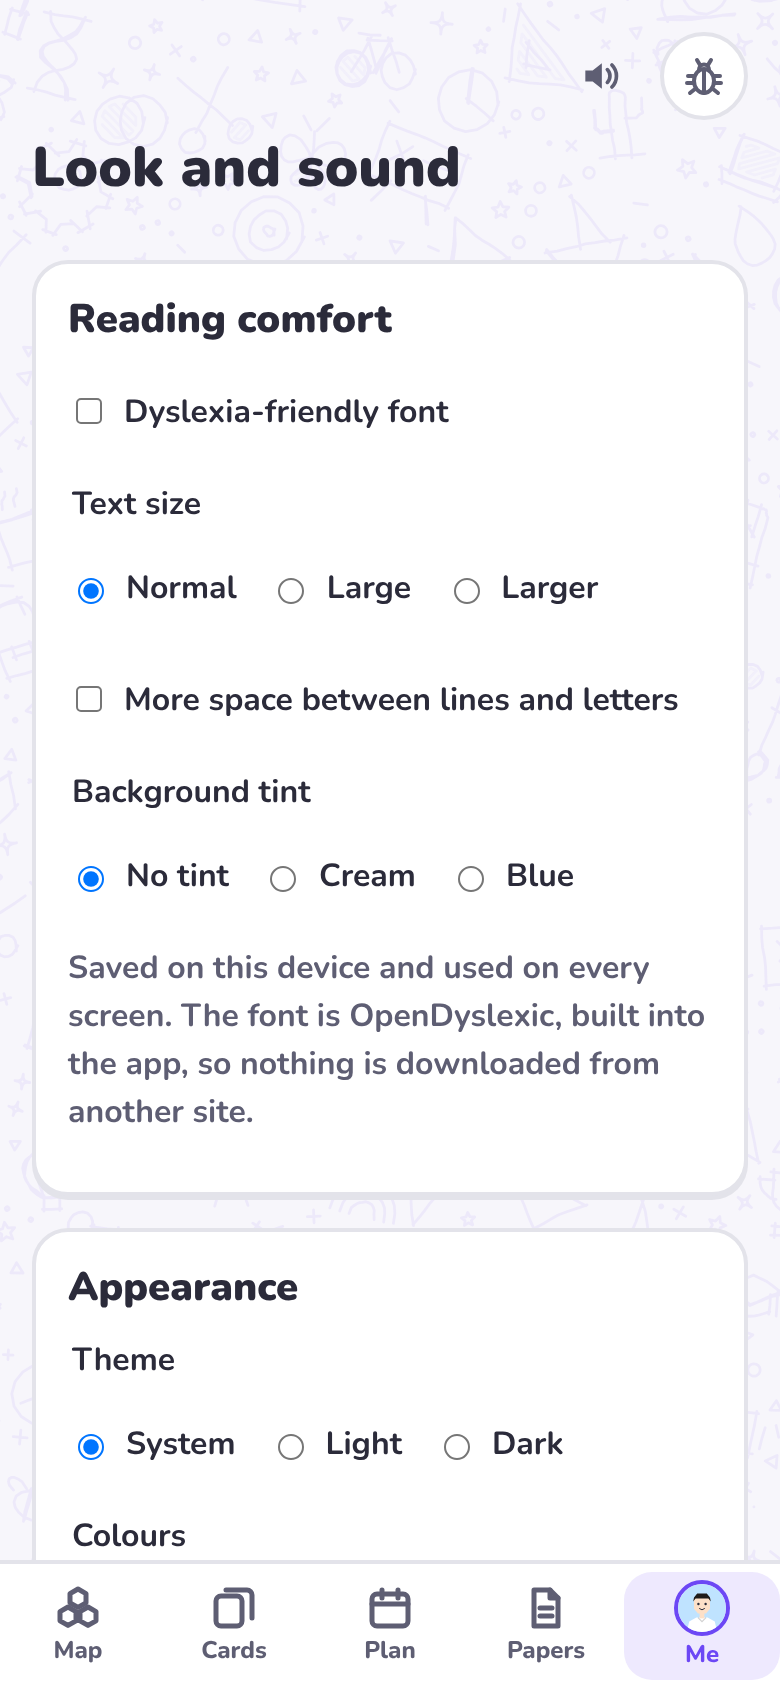 Look and sound
Reading comfort
Dyslexia-friendly font
Text size
Normal Large Larger
More space between lines and letters
Background tint
No tint Cream Blue
Saved on this device and used on every
screen. The font is OpenDyslexic, built into
the app, so nothing is downloaded from
another site.
Appearance
Theme
System Light Dark
Colours
Map Cards Plan Papers Me